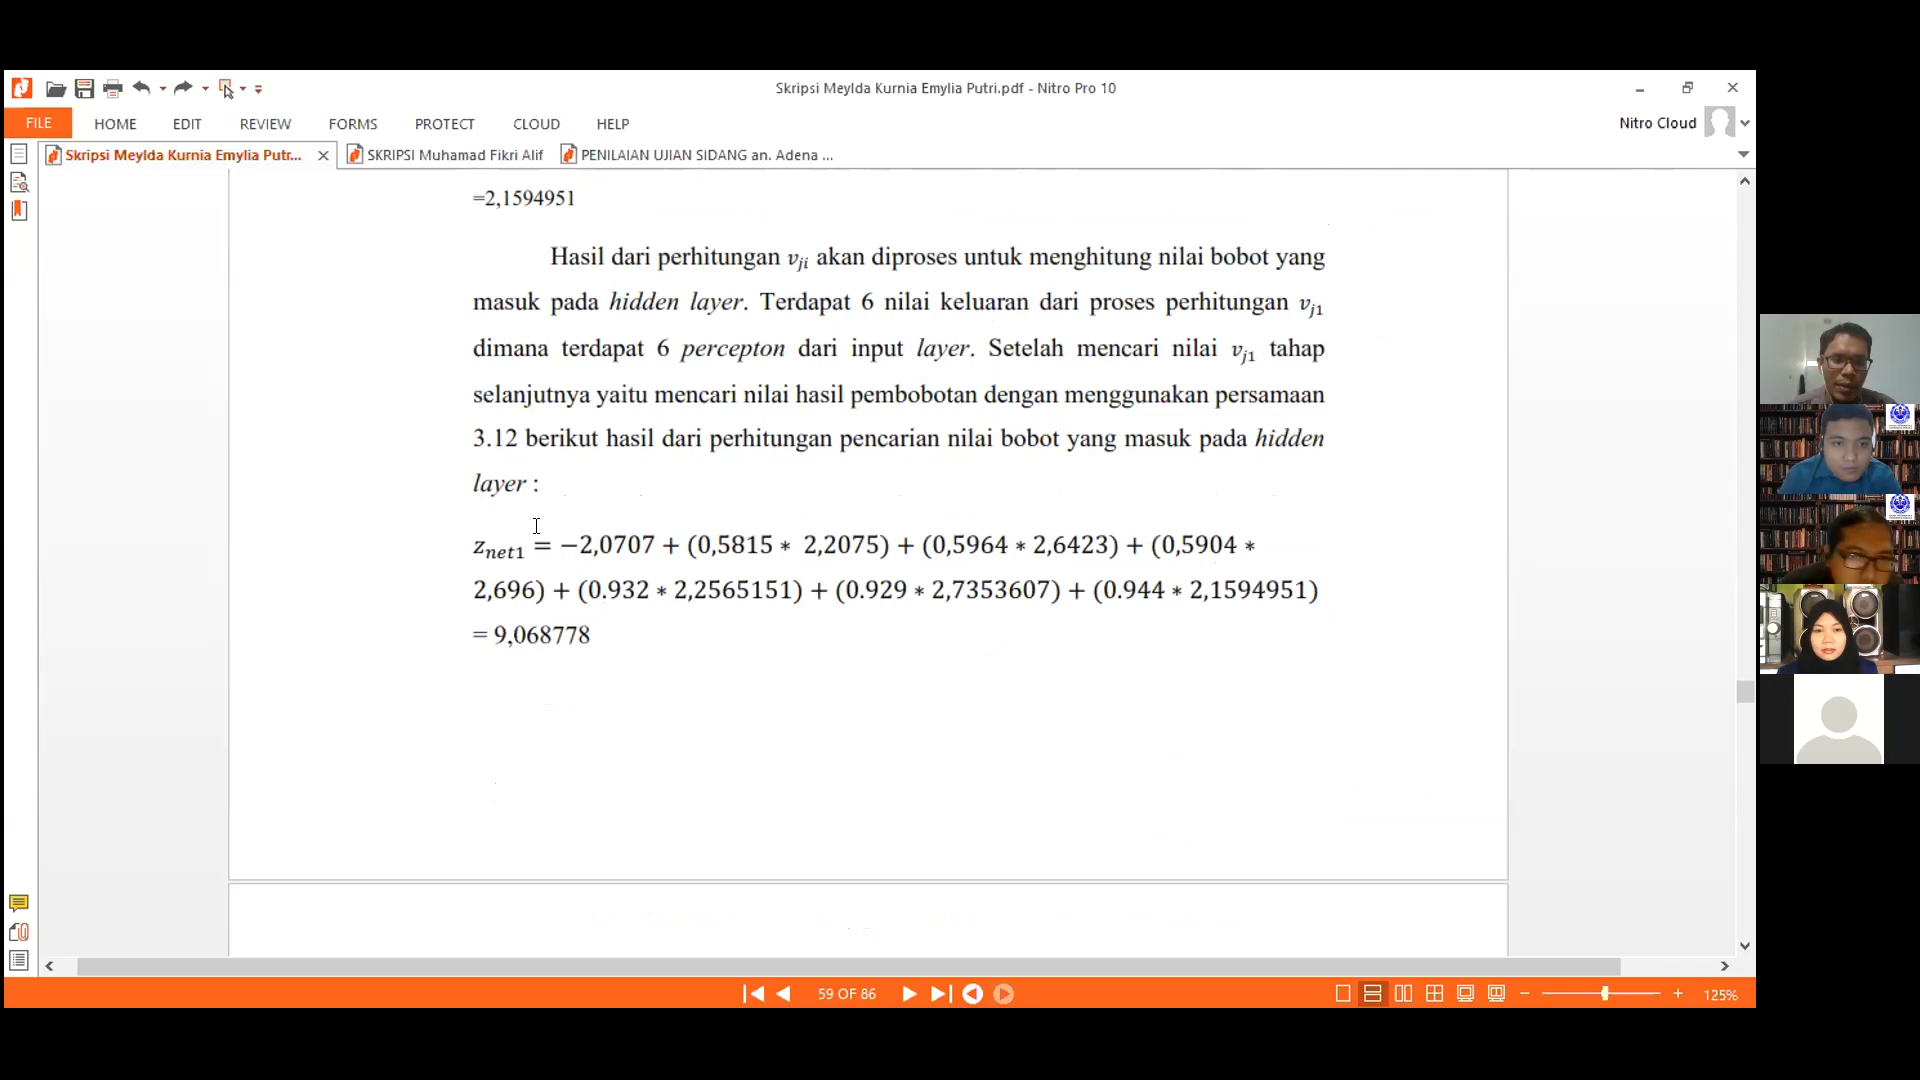 Skripsi Meylda Kurnia Emylia Putri.pdf - Nitro Pro 10
FILE HOME EDIT REVIEW FORMS PROTECT CLOUD HELP Nitro Cloud
Skripsi Meylda Kurnia Emylia Putr... SKRIPSI Muhamad Fikri Alif PENILAIAN UJIAN SIDANG an. Adena ...
=2,1594951
Hasil dari perhitungan v_ji akan diproses untuk menghitung nilai bobot yang
masuk pada hidden layer. Terdapat 6 nilai keluaran dari proses perhitungan v_j1
dimana terdapat 6 percepton dari input layer. Setelah mencari nilai v_j1 tahap
selanjutnya yaitu mencari nilai hasil pembobotan dengan menggunakan persamaan
3.12 berikut hasil dari perhitungan pencarian nilai bobot yang masuk pada hidden
layer :
z_net1 = −2,0707 + (0,5815 ∗ 2,2075) + (0,5964 ∗ 2,6423) + (0,5904 ∗
2,696) + (0.932 ∗ 2,2565151) + (0.929 ∗ 2,7353607) + (0.944 ∗ 2,1594951)
= 9,068778
59 OF 86 125%